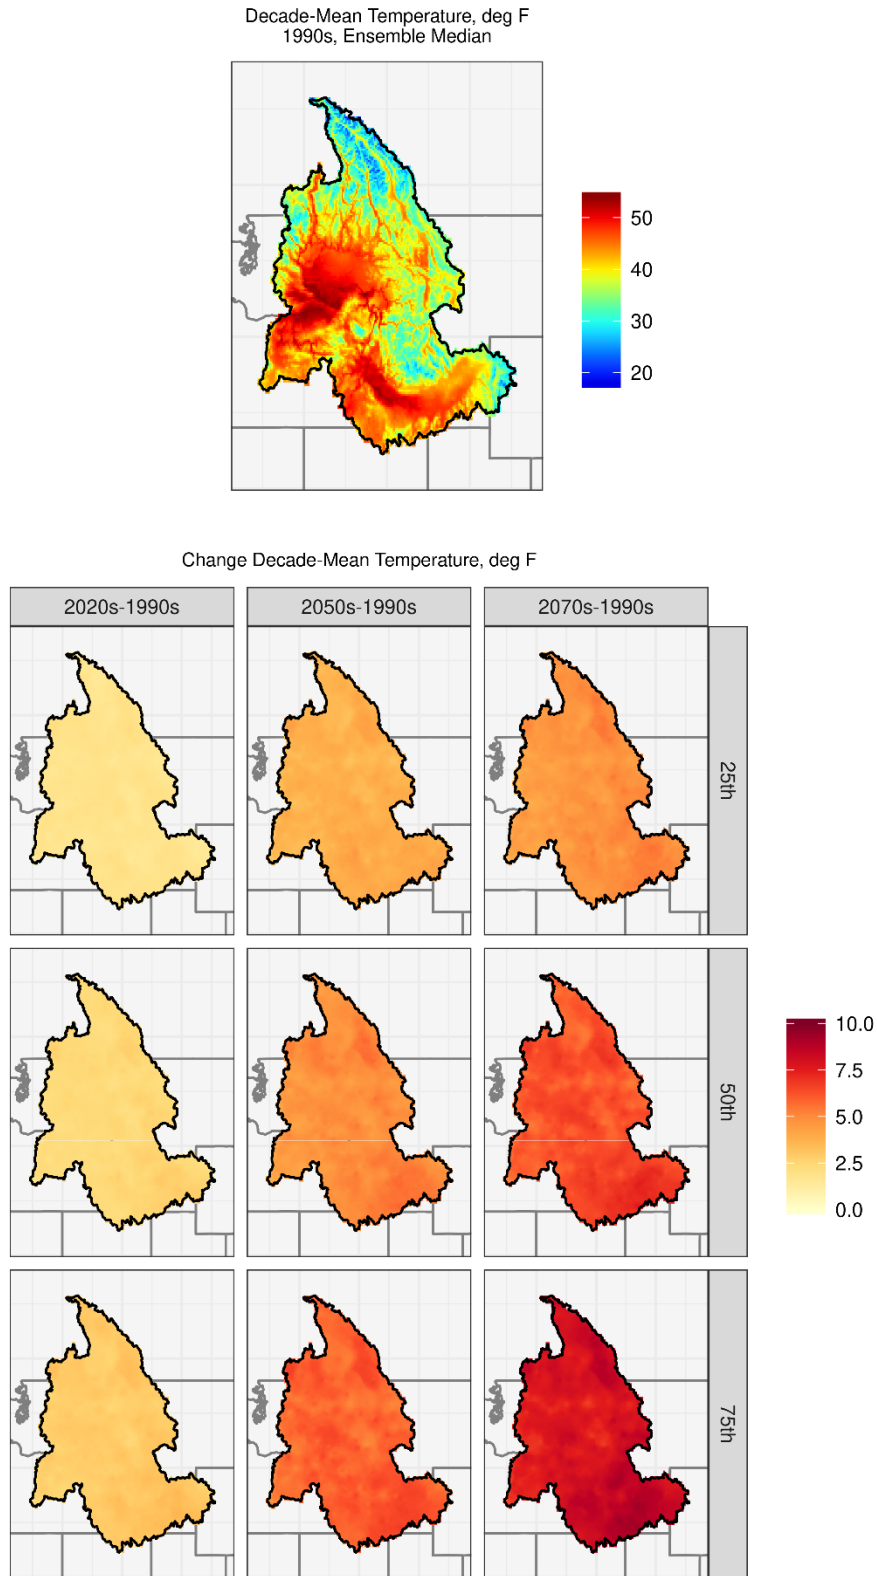 Decade-Mean Temperature, deg F
1990s, Ensemble Median
50
40
30
20
Change Decade-Mean Temperature, deg F
2020s-1990s
2050s-1990s
2070s-1990s
25th
50th
10.0
7.5
5.0
2.5
0.0
75th